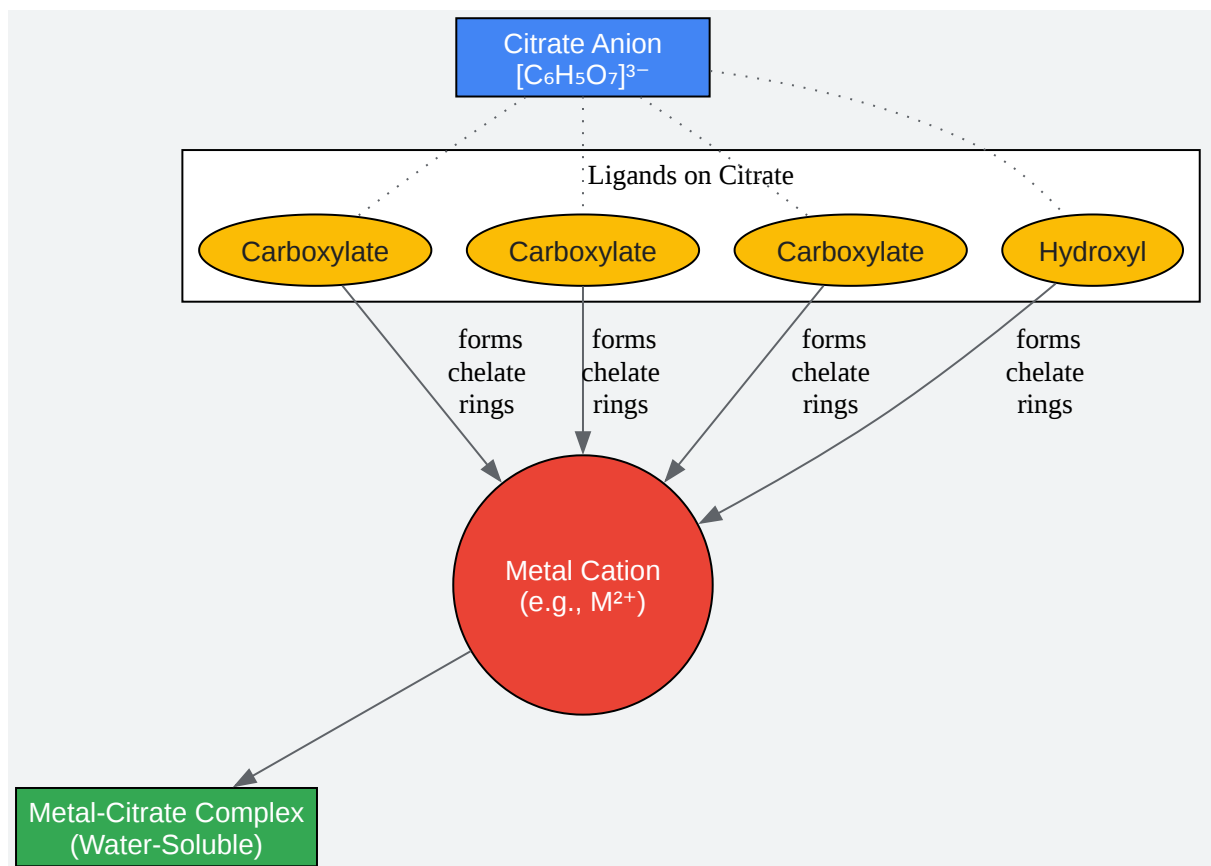 Citrate Anion
[C₆H₅O₇]³⁻
Ligands on Citrate
Carboxylate
Carboxylate
Carboxylate
Hydroxyl
forms
chelate
rings
forms
chelate
rings
forms
chelate
rings
forms
chelate
rings
Metal Cation
(e.g., M²⁺)
Metal-Citrate Complex
(Water-Soluble)